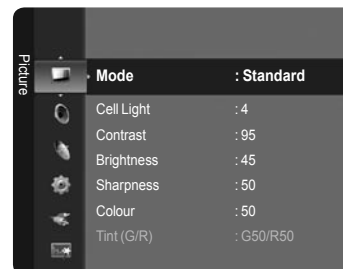 Picture
Mode : Standard
Cell Light : 4
Contrast : 95
Brightness : 45
Sharpness : 50
Colour : 50
Tint (G/R) : G50/R50